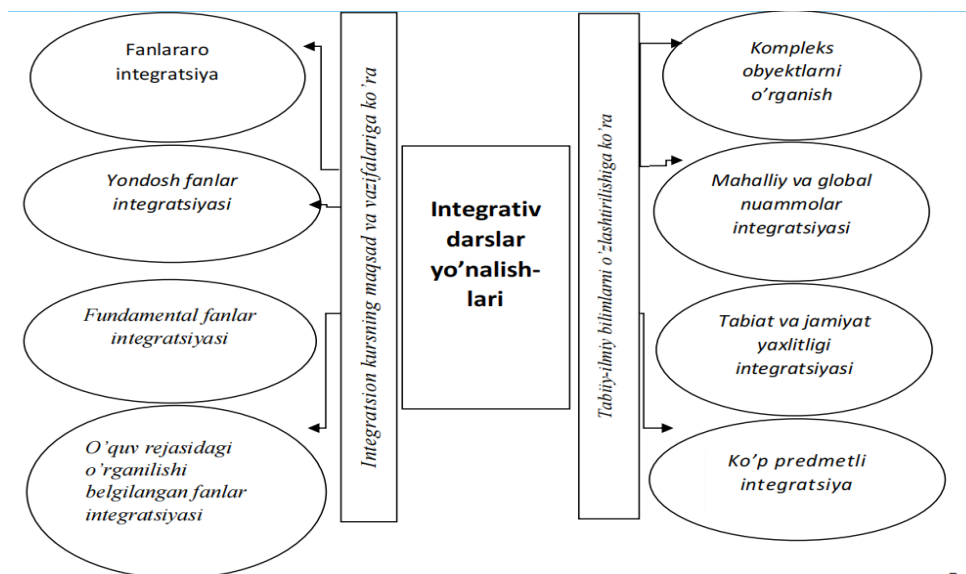 Fanlararo
integratsiya
Yondosh fanlar
integratsiyasi
Fundamental fanlar
integratsiyasi
O’quv rejasidagi
o’rganilishi
belgilangan fanlar
integratsiyasi
Integratsion kursning maqsad va vazifalariga ko’ra
Integrativ
darslar
yo’nalish-
lari
Tabiiy-ilmiy bilimlarni o’zlashtirilishiga ko’ra
Kompleks
obyektlarni
o’rganish
Mahalliy va global
nuammolar
integratsiyasi
Tabiat va jamiyat
yaxlitligi
integratsiyasi
Ko’p predmetli
integratsiya